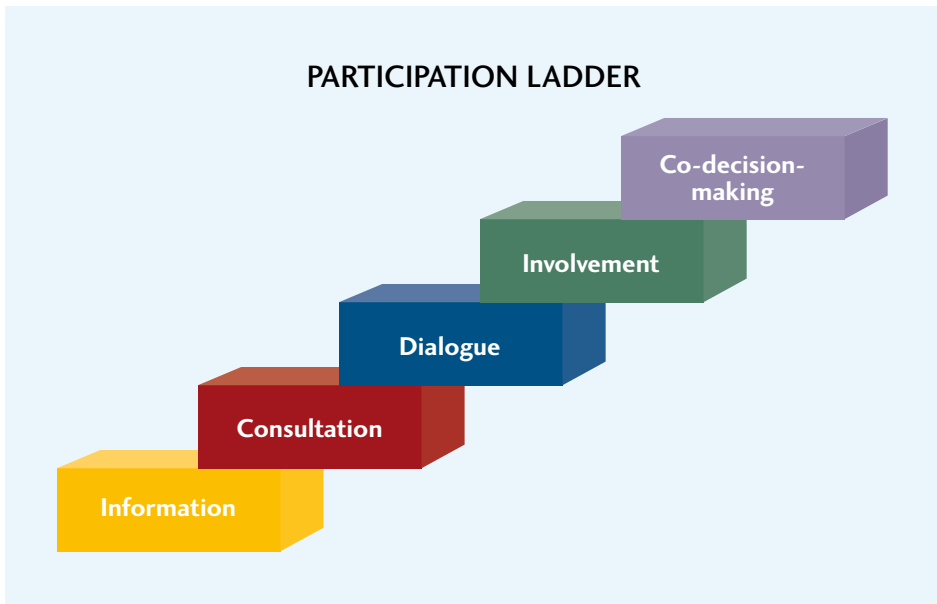 PARTICIPATION LADDER
Co-decision-
making
Involvement
Dialogue
Consultation
Information